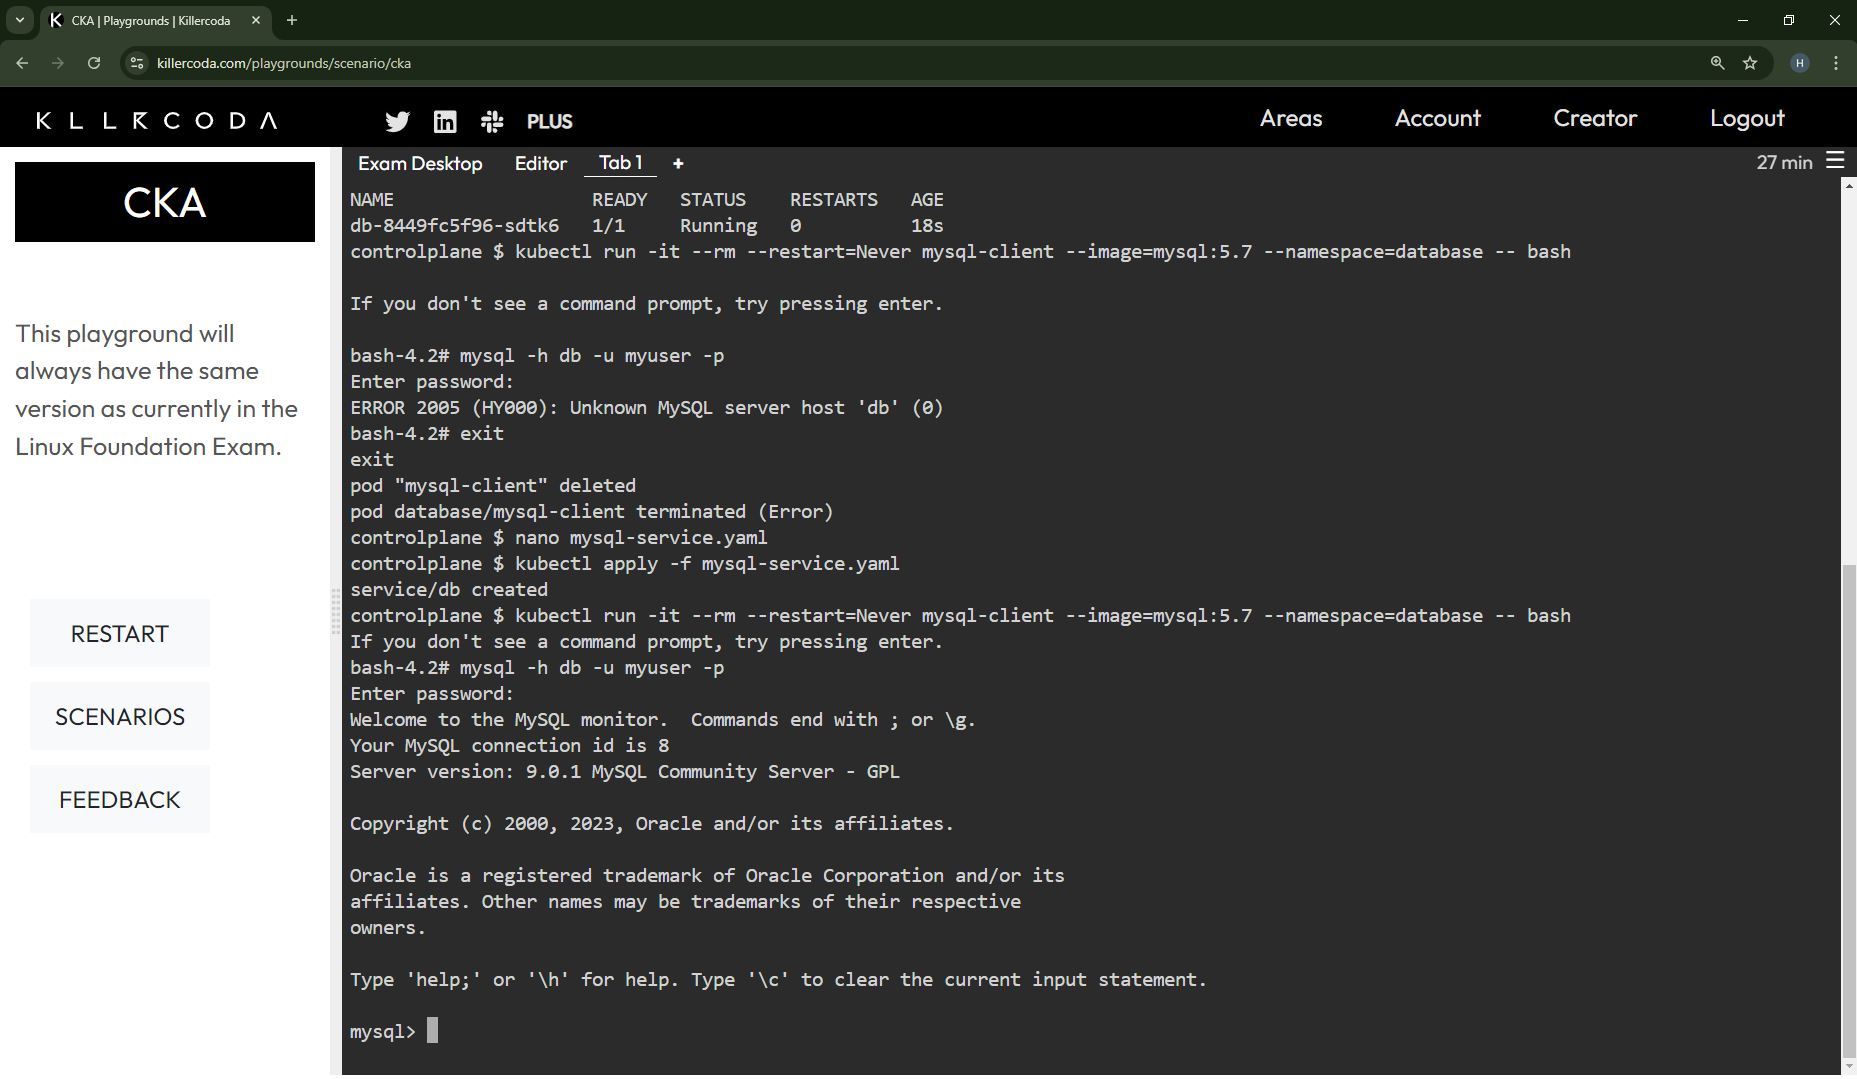 CKA | Playgrounds | Killercoda
killercoda.com/playgrounds/scenario/cka
H
KLLRCODA
PLUS
Areas
Account
Creator
Logout
CKA
This playground will
always have the same
version as currently in the
Linux Foundation Exam.
RESTART
SCENARIOS
FEEDBACK
Exam Desktop
Editor
Tab 1
+
27 min
NAME READY STATUS RESTARTS AGE
db-8449fc5f96-sdtk6 1/1 Running 0 18s
controlplane $ kubectl run -it --rm --restart=Never mysql-client --image=mysql:5.7 --namespace=database -- bash
If you don't see a command prompt, try pressing enter.
bash-4.2# mysql -h db -u myuser -p
Enter password:
ERROR 2005 (HY000): Unknown MySQL server host 'db' (0)
bash-4.2# exit
exit
pod "mysql-client" deleted
pod database/mysql-client terminated (Error)
controlplane $ nano mysql-service.yaml
controlplane $ kubectl apply -f mysql-service.yaml
service/db created
controlplane $ kubectl run -it --rm --restart=Never mysql-client --image=mysql:5.7 --namespace=database -- bash
If you don't see a command prompt, try pressing enter.
bash-4.2# mysql -h db -u myuser -p
Enter password:
Welcome to the MySQL monitor.  Commands end with ; or \g.
Your MySQL connection id is 8
Server version: 9.0.1 MySQL Community Server - GPL
Copyright (c) 2000, 2023, Oracle and/or its affiliates.
Oracle is a registered trademark of Oracle Corporation and/or its
affiliates. Other names may be trademarks of their respective
owners.
Type 'help;' or '\h' for help. Type '\c' to clear the current input statement.
mysql>